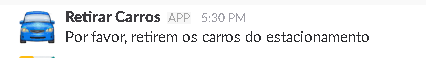 Retirar Carros APP 5:30 PM
Por favor, retirem os carros do estacionamento